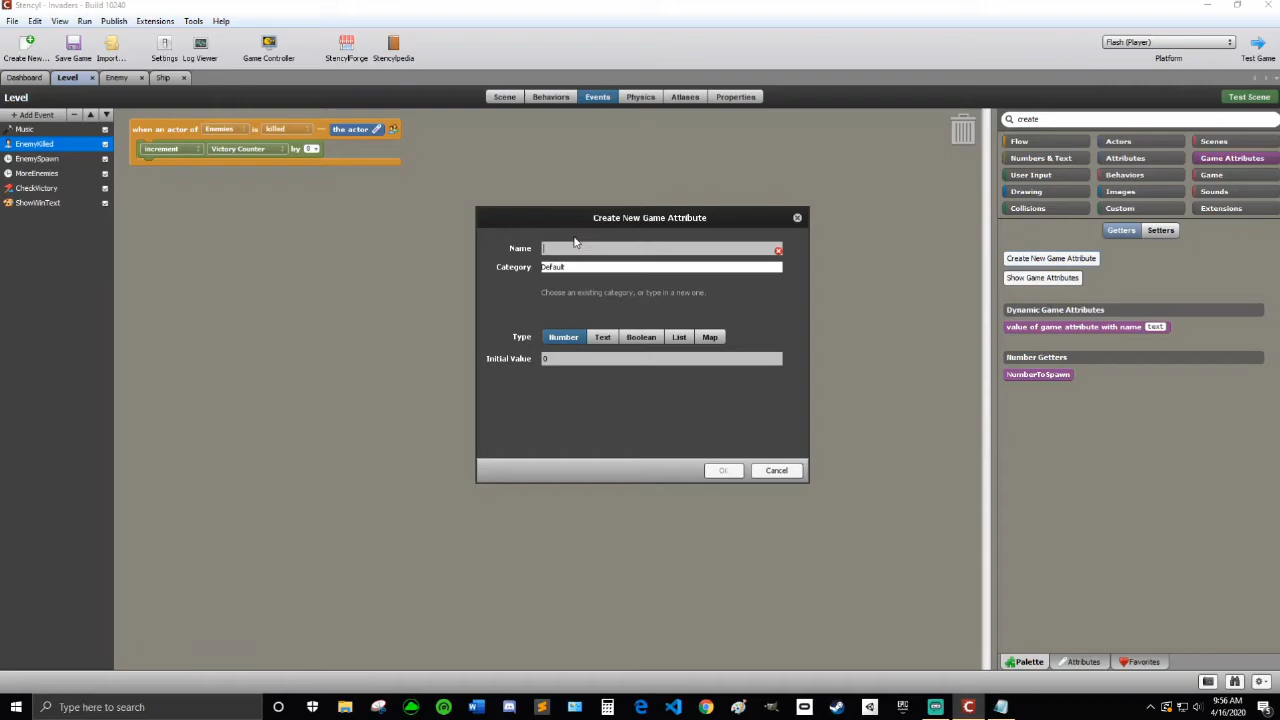 Stencyl - Invaders - Build 10240
File Edit View Run Publish Extensions Tools Help
Create New... Save Game Import... Settings Log Viewer Game Controller StencylForge Stencylpedia Flash (Player) Platform Test Game
Dashboard Level Enemy Ship
Level Scene Behaviors Events Physics Atlases Properties Test Scene
+ Add Event
Music
EnemyKilled
EnemySpawn
MoreEnemies
CheckVictory
ShowWinText
when an actor of Enemies is killed — the actor
increment Victory Counter by 0
Create New Game Attribute
Name
Category Default
Choose an existing category, or type in a new one.
Type Number Text Boolean List Map
Initial Value 0
Cancel
create
Flow Actors Scenes
Numbers & Text Attributes Game Attributes
User Input Behaviors Game
Drawing Images Sounds
Collisions Custom Extensions
Getters Setters
Create New Game Attribute
Show Game Attributes
Dynamic Game Attributes
value of game attribute with name text
Number Getters
NumberToSpawn
Palette Attributes Favorites
Type here to search
9:56 AM
4/16/2020